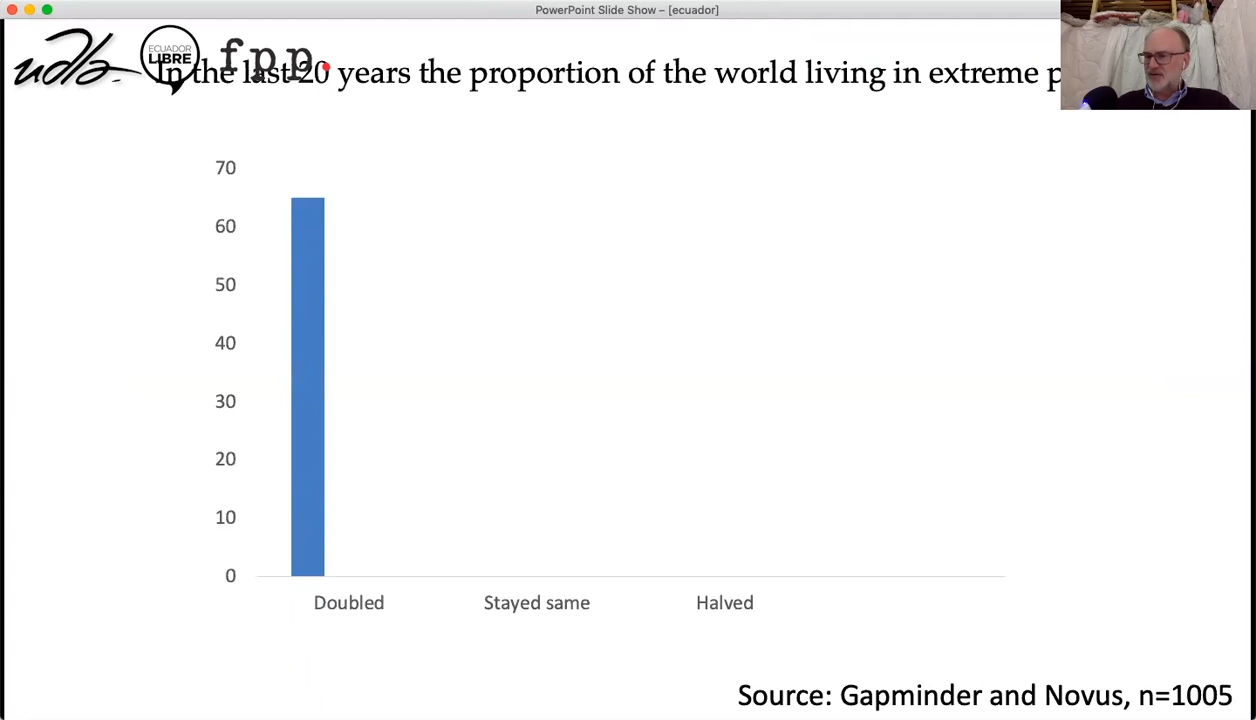 PowerPoint Slide Show – [ecuador]
udla-
ECUADOR
LIBRE
fpp.
In the last 20 years the proportion of the world living in extreme p
70
60
50
40
30
20
10
0
Doubled
Stayed same
Halved
Source: Gapminder and Novus, n=1005